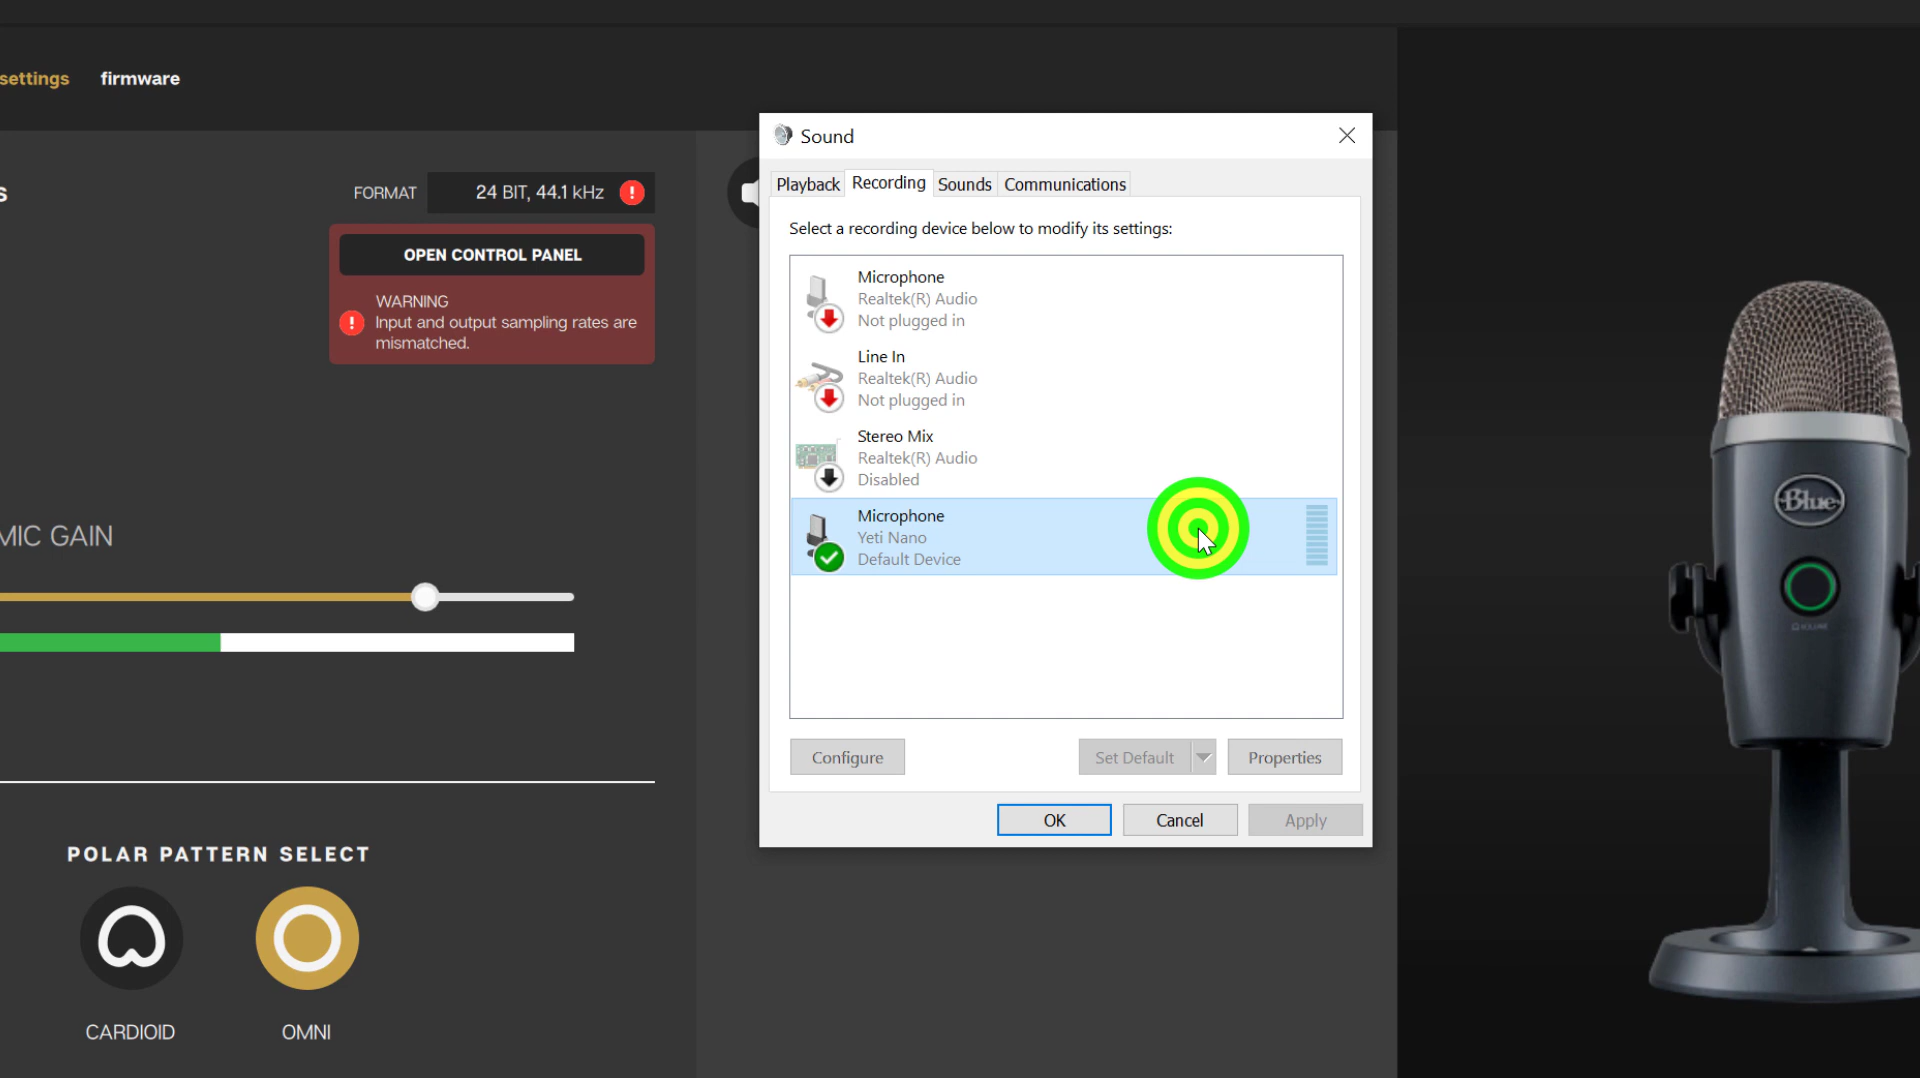 settings firmware
s
FORMAT 24 BIT, 44.1 kHz
OPEN CONTROL PANEL
WARNING
Input and output sampling rates are
mismatched.
MIC GAIN
POLAR PATTERN SELECT
CARDIOID OMNI
Sound
Playback Recording Sounds Communications
Select a recording device below to modify its settings:
Microphone
Realtek(R) Audio
Not plugged in
Line In
Realtek(R) Audio
Not plugged in
Stereo Mix
Realtek(R) Audio
Disabled
Microphone
Yeti Nano
Default Device
Configure Set Default Properties
OK Cancel Apply
Blue
VOLUME